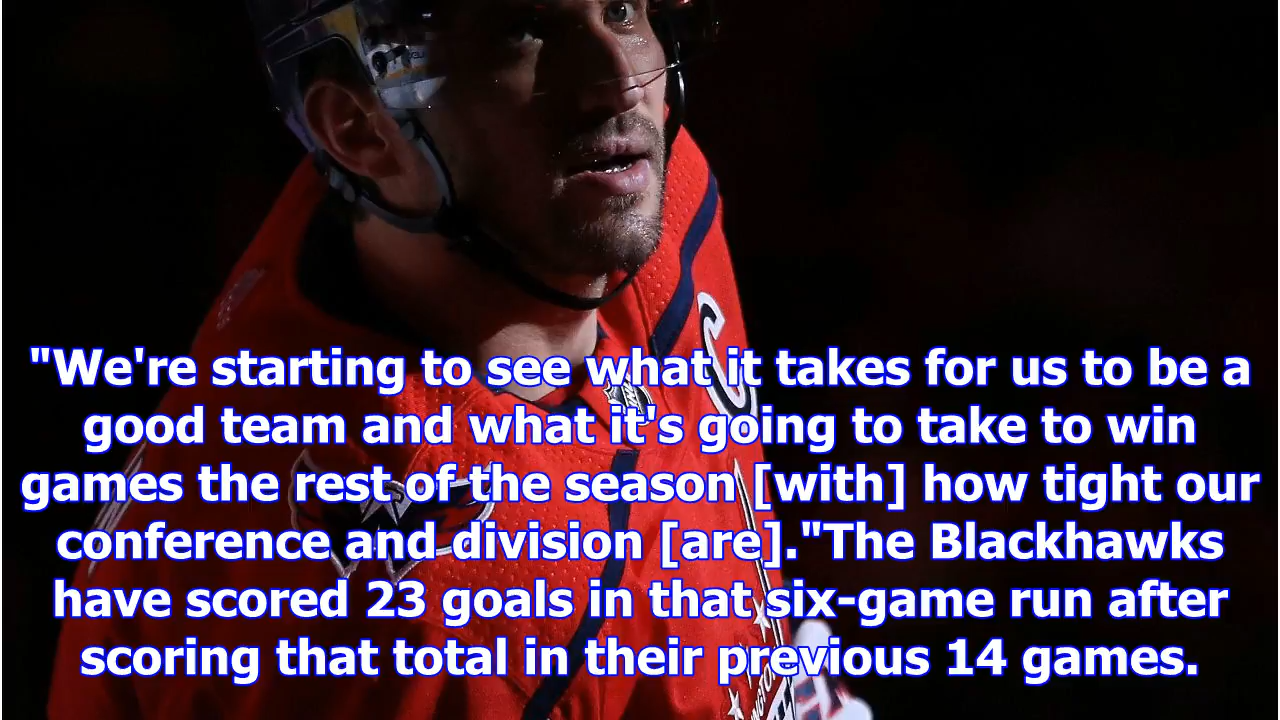 "We're starting to see what it takes for us to be a
good team and what it's going to take to win
games the rest of the season [with] how tight our
conference and division [are]."The Blackhawks
have scored 23 goals in that six-game run after
scoring that total in their previous 14 games.
C